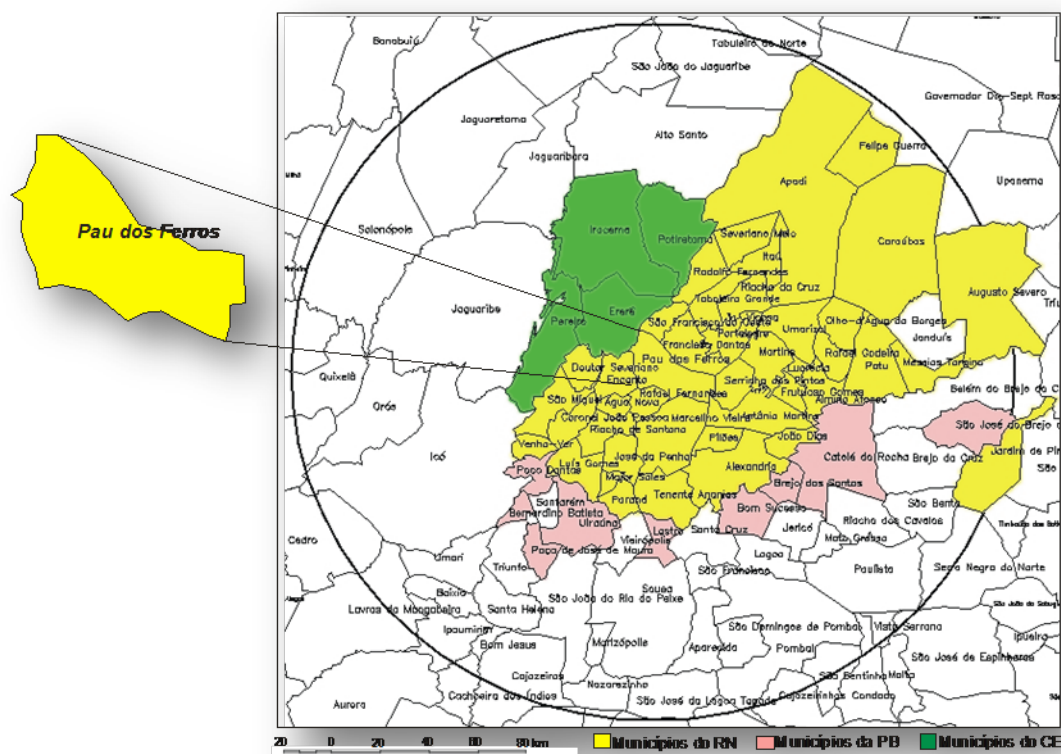 Banabuiú
Tabuleiro do Norte
São João do Jaguaribe
Governador Dix-Sept Rosa
Jaguaretama
Alto Santo
Felipe Guerra
Jaguaribara
Apodi
Upanema
Pau dos Ferros
Solonópole
Iracema
Potiretama
Severiano Melo
Caraúbas
Itaú
Rodolfo Fernandes
Riacho da Cruz
Augusto Severo
Tabuleiro Grande
Jaguaribe
Ererê
Pereiro
São Francisco do Oeste
Portalegre
Umarizal
Olho-d'Água do Borges
Janduís
Francisco Dantas
Martins
Rafael Godeiro
Messias Targino
Pau dos Ferros
Lucrécia
Patu
Quixelô
Doutor Severiano
Encanto
Serrinha dos Pintos
Rafael Fernandes
Frutuoso Gomes
Belém do Brejo do C
São Miguel
Água Nova
Almino Afonso
Orós
Coronel João Pessoa
Marcelino Vieira
Antônia Martins
São José do Brejo d
Riacho de Santana
Pilões
João Dias
Venha-Ver
Icó
José da Penha
Catolé do Rocha
Brejo do Cruz
Jardim de Pir
Poço Dantas
Luís Gomes
Alexandria
São
Major Sales
Brejo dos Santos
Paraná
Tenente Ananias
Santarém
Bernardino Batista
Bom Sucesso
São Bento
Uiraúna
Lastro
Santa Cruz
Jericó
Riacho dos Cavalos
Cedro
Vieirópolis
Mato Grosso
Poço de José de Moura
Lagoa
Umari
Triunfo
São Francisco
Paulista
Serra Negra do Norte
Baixio
Sousa
São João do Rio do Peixe
Lavras da Mangabeira
Santa Helena
Ipaumirim
São Domingos de Pombal
Vista Serrana
Ipueira
Bom Jesus
Marizópolis
Aparecida
Pombal
São José de Espinharas
Cajazeiras
São Bentinho
Malta
Nazarezinho
Cachoeira dos Índios
São José da Lagoa Tapada
Cajazeirinhas
Condado
Aurora
20 0 20 40 60 80 km
Municípios do RN
Municípios da PB
Municípios do CE